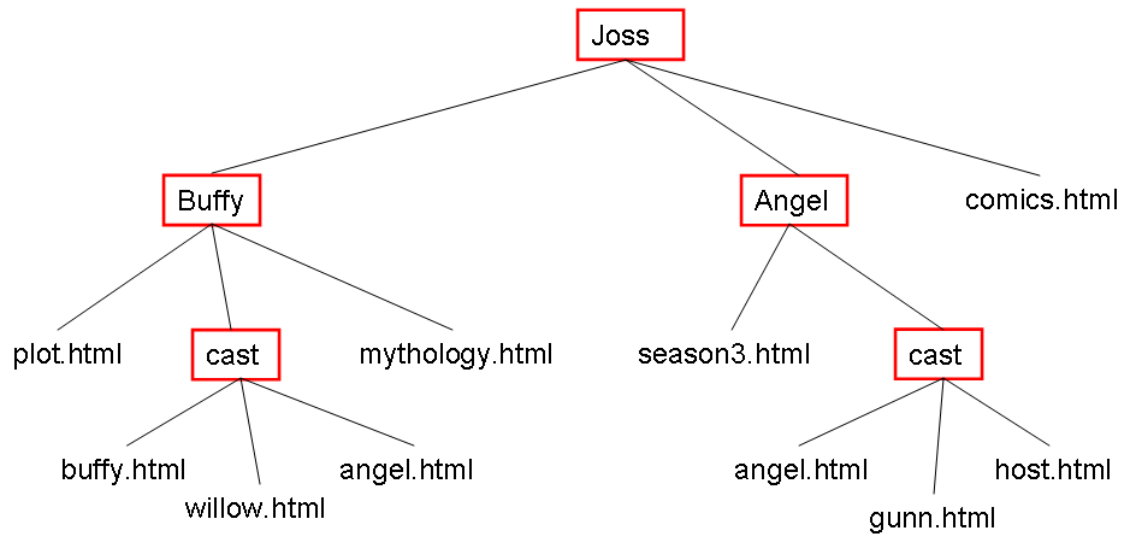 Joss
Buffy
Angel
comics.html
plot.html
cast
mythology.html
season3.html
cast
buffy.html
willow.html
angel.html
angel.html
gunn.html
host.html